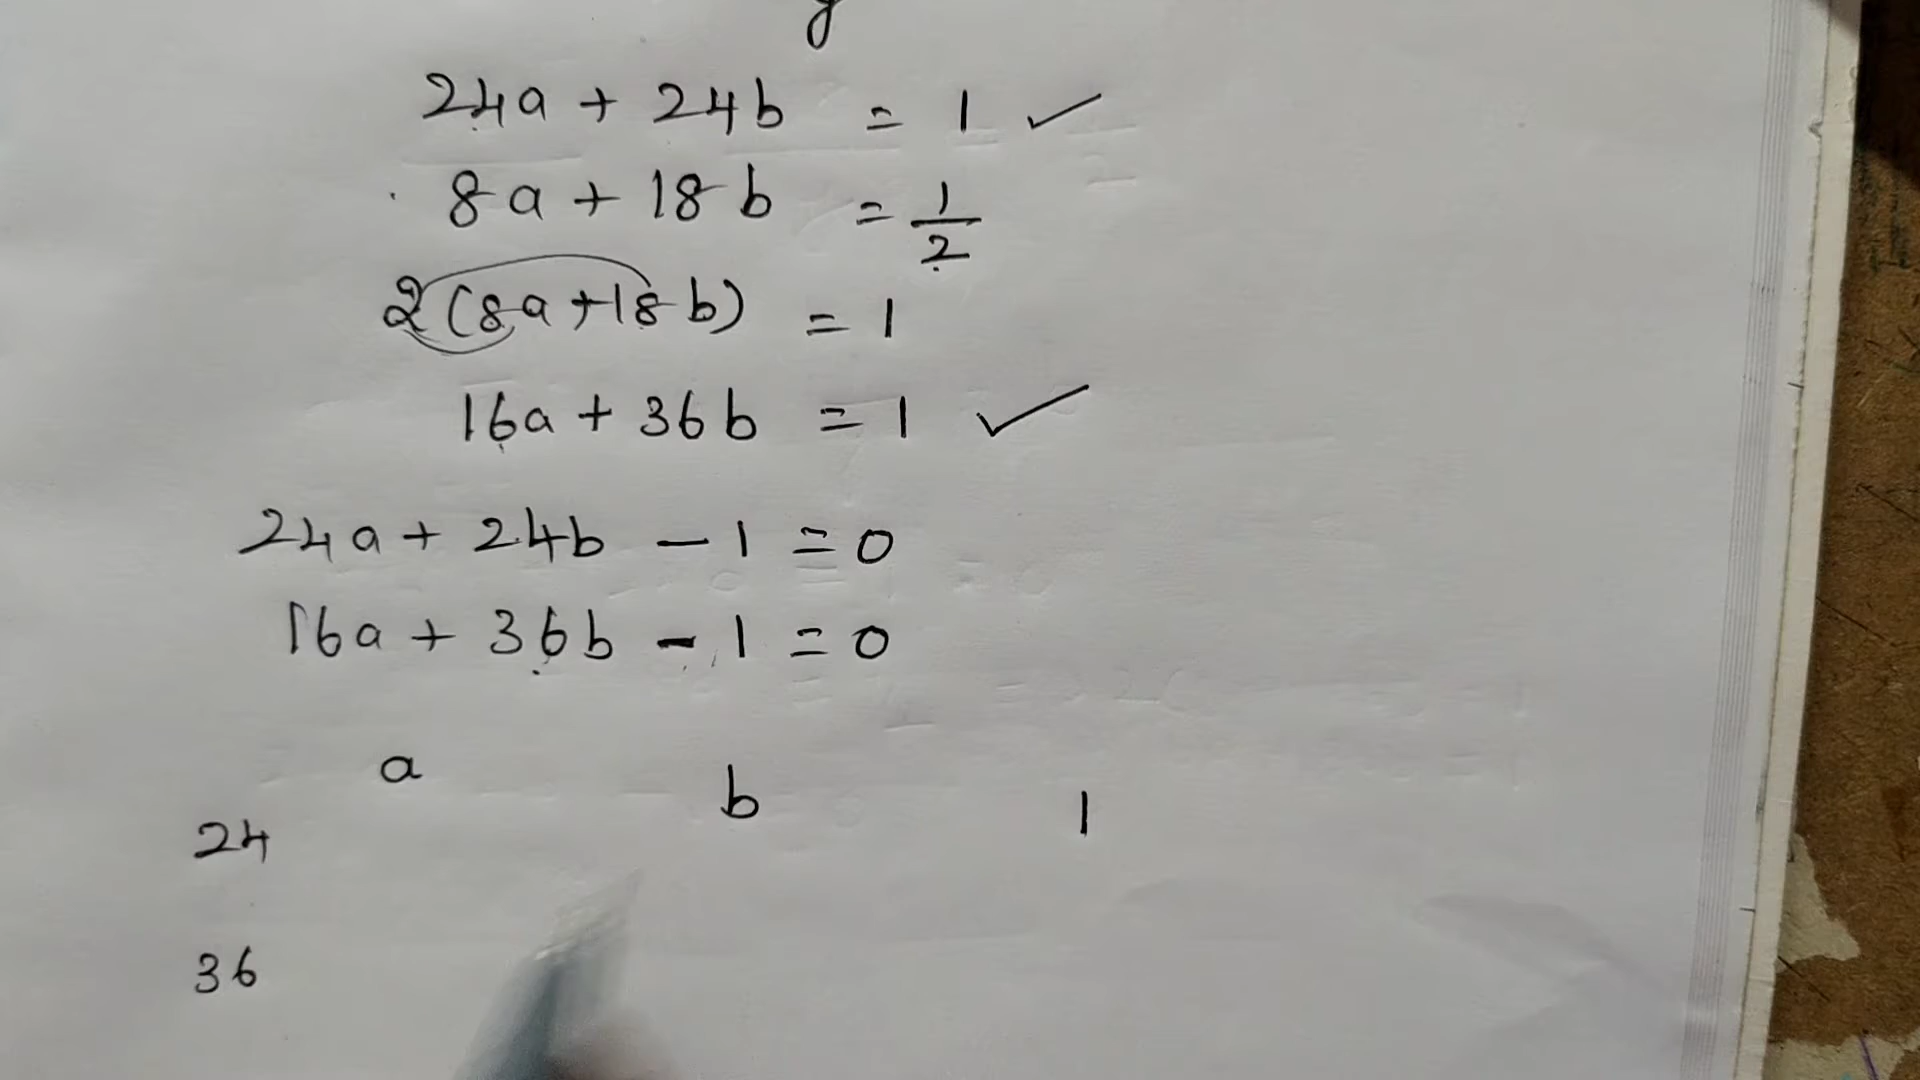 y
24a + 24b = 1 ✓
8a + 18b = 1/2
2(8a + 18b) = 1
16a + 36b = 1 ✓
24a + 24b - 1 = 0
16a + 36b - 1 = 0
a b 1
24
36